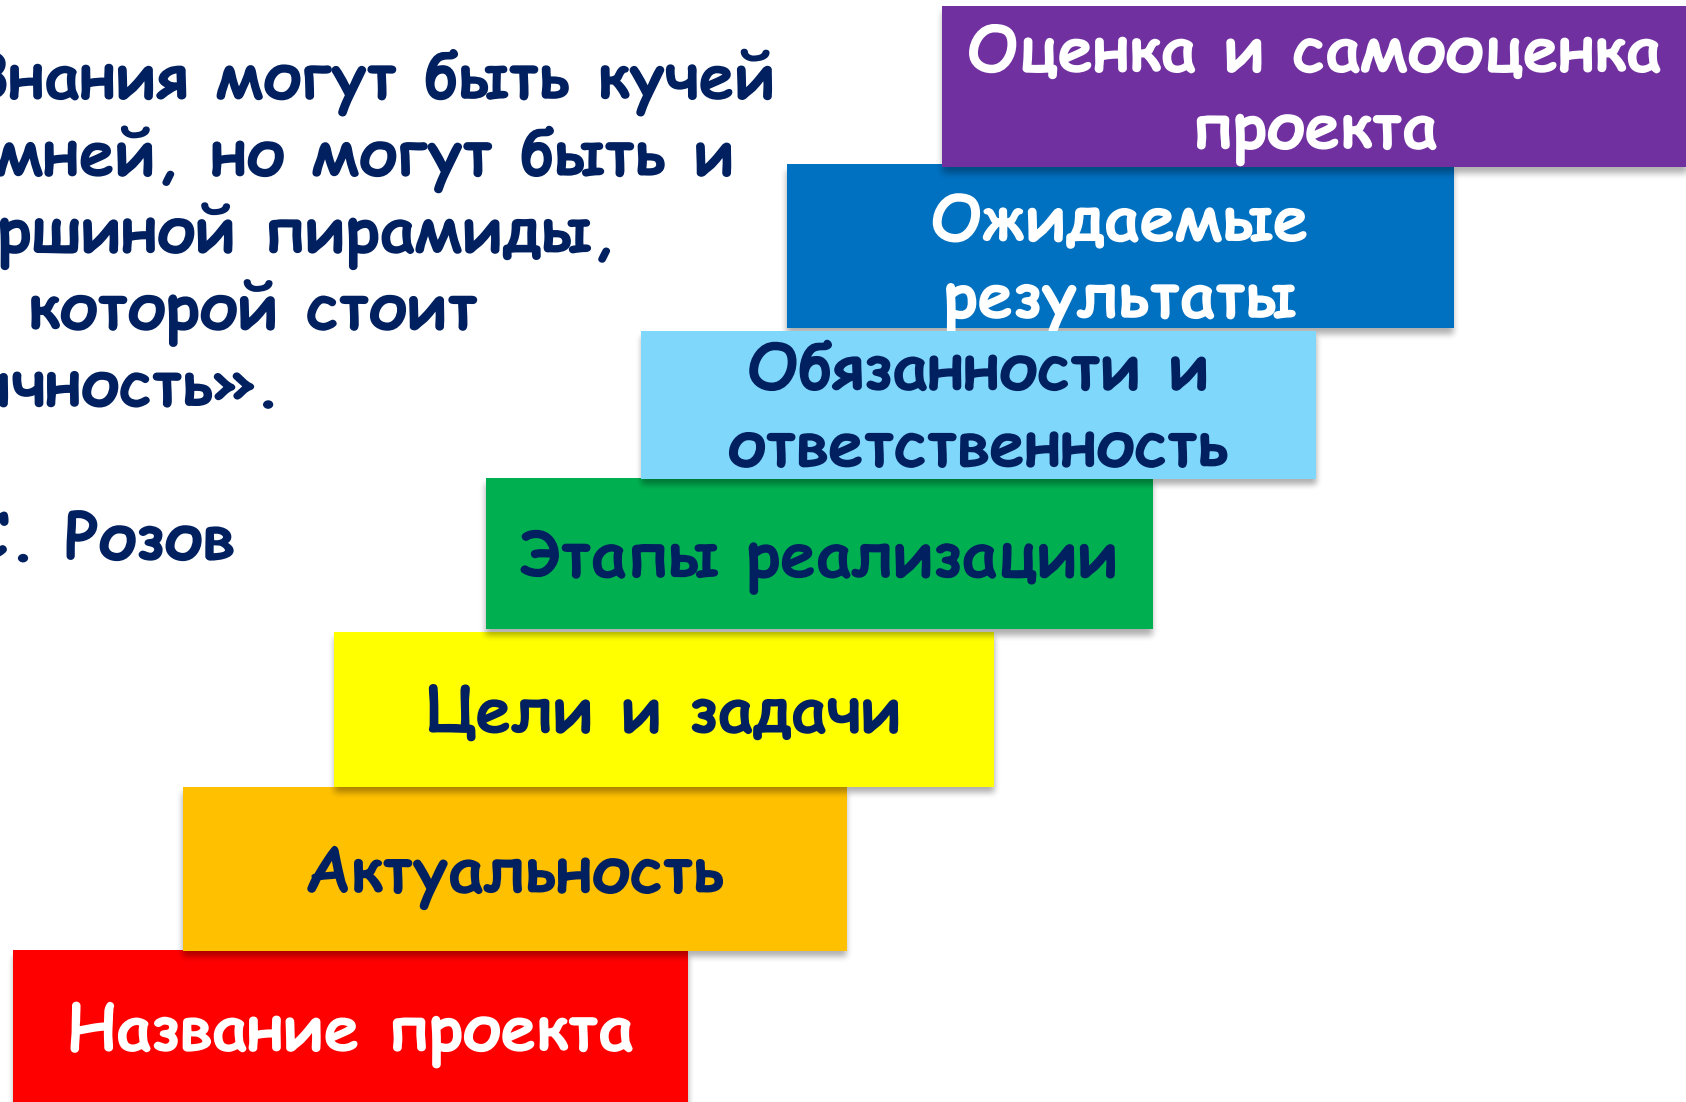 Знания могут быть кучей
мней, но могут быть и
ршиной пирамиды,
которой стоит
чность».
С. Розов
Оценка и самооценка
проекта
Ожидаемые
результаты
Обязанности и
ответственность
Этапы реализации
Цели и задачи
Актуальность
Название проекта